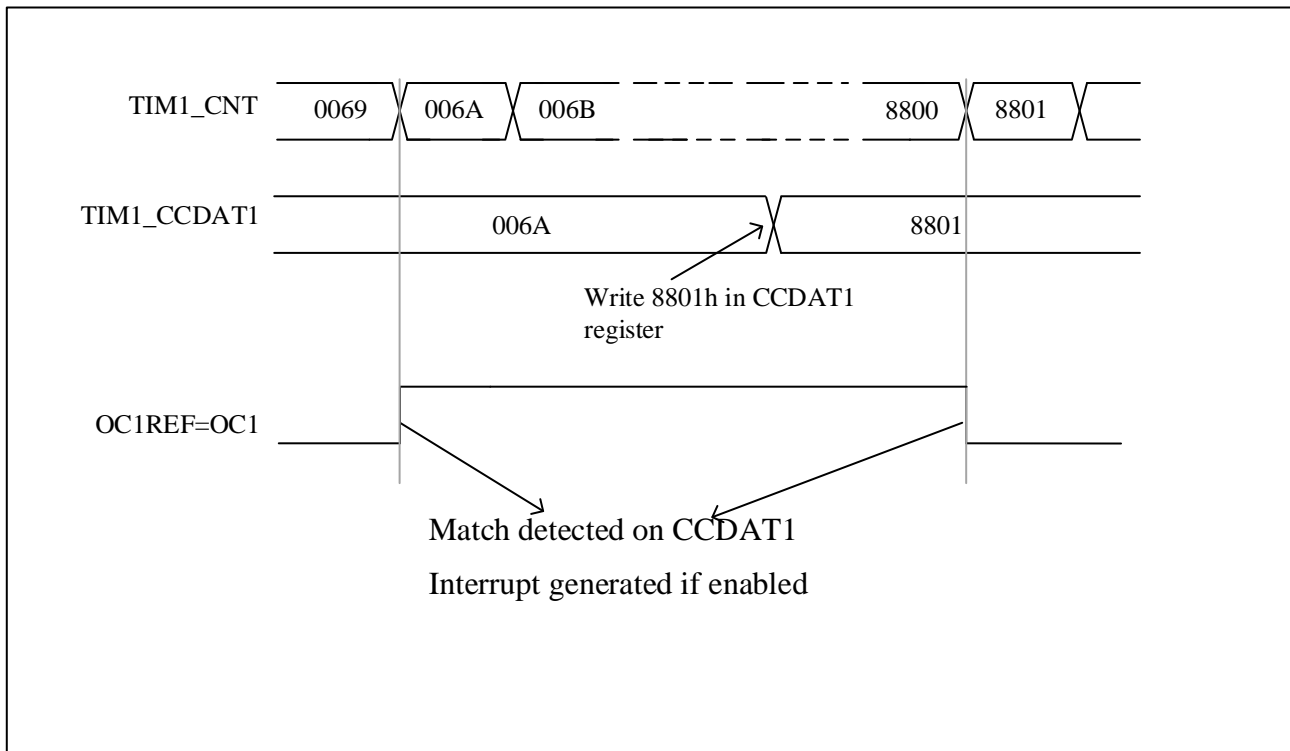 TIM1_CNT
0069
006A
006B
8800
8801
TIM1_CCDAT1
006A
8801
Write 8801h in CCDAT1
register
OC1REF=OC1
Match detected on CCDAT1
Interrupt generated if enabled